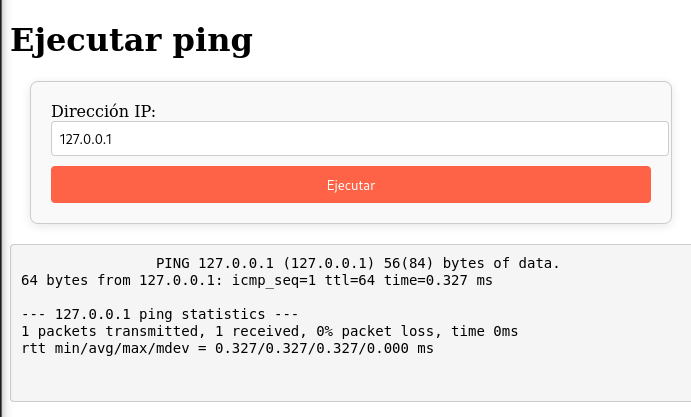 Ejecutar ping
Dirección IP:
127.0.0.1
Ejecutar
PING 127.0.0.1 (127.0.0.1) 56(84) bytes of data.
64 bytes from 127.0.0.1: icmp_seq=1 ttl=64 time=0.327 ms
--- 127.0.0.1 ping statistics ---
1 packets transmitted, 1 received, 0% packet loss, time 0ms
rtt min/avg/max/mdev = 0.327/0.327/0.327/0.000 ms